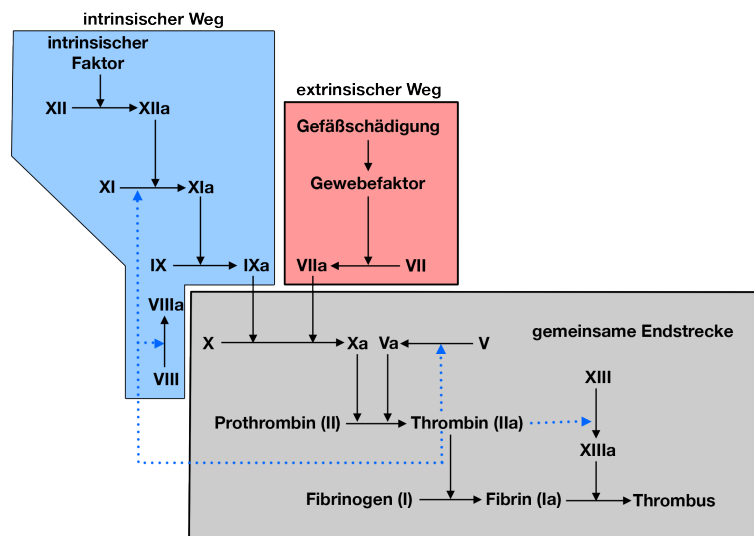 intrinsischer Weg
intrinsischer
Faktor
XII
XIIa
XI
XIa
IX
IXa
VIIIa
VIII
extrinsischer Weg
Gefäßschädigung
Gewebefaktor
VIIa
VII
gemeinsame Endstrecke
X
Xa
Va
V
XIII
Prothrombin (II)
Thrombin (IIa)
XIIIa
Fibrinogen (I)
Fibrin (Ia)
Thrombus